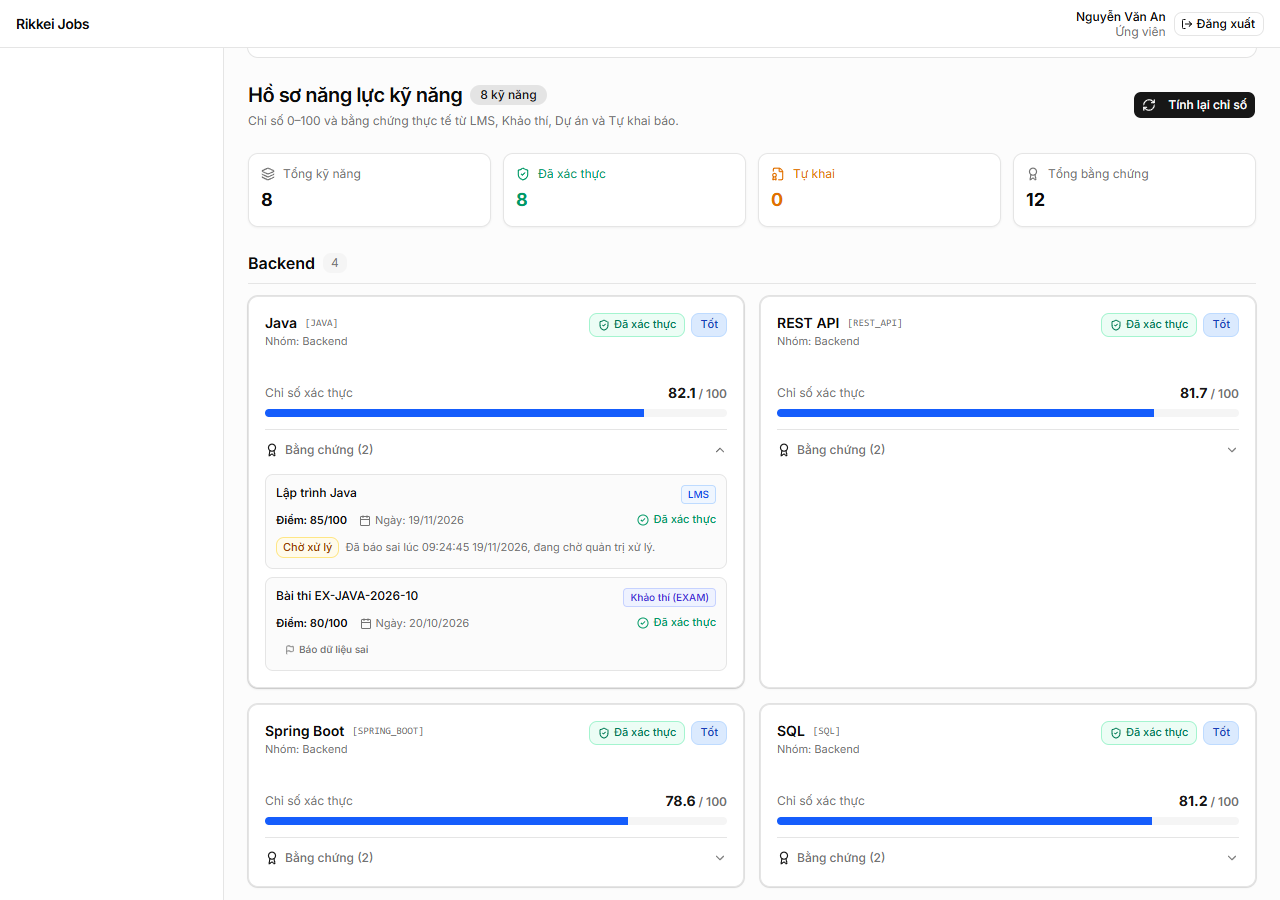 Rikkei Jobs
Nguyễn Văn An
Ứng viên
Đăng xuất
Hồ sơ năng lực kỹ năng
8 kỹ năng
Chỉ số 0–100 và bằng chứng thực tế từ LMS, Khảo thí, Dự án và Tự khai báo.
Tính lại chỉ số
Tổng kỹ năng
8
Đã xác thực
8
Tự khai
0
Tổng bằng chứng
12
Backend 4
Java [JAVA]
Đã xác thực
Tốt
Nhóm: Backend
Chỉ số xác thực
82.1 / 100
Bằng chứng (2)
Lập trình Java
LMS
Điểm: 85/100
Ngày: 19/11/2026
Đã xác thực
Chờ xử lý
Đã báo sai lúc 09:24:45 19/11/2026, đang chờ quản trị xử lý.
Bài thi EX-JAVA-2026-10
Khảo thí (EXAM)
Điểm: 80/100
Ngày: 20/10/2026
Đã xác thực
Báo dữ liệu sai
REST API [REST_API]
Đã xác thực
Tốt
Nhóm: Backend
Chỉ số xác thực
81.7 / 100
Bằng chứng (2)
Spring Boot [SPRING_BOOT]
Đã xác thực
Tốt
Nhóm: Backend
Chỉ số xác thực
78.6 / 100
Bằng chứng (2)
SQL [SQL]
Đã xác thực
Tốt
Nhóm: Backend
Chỉ số xác thực
81.2 / 100
Bằng chứng (2)